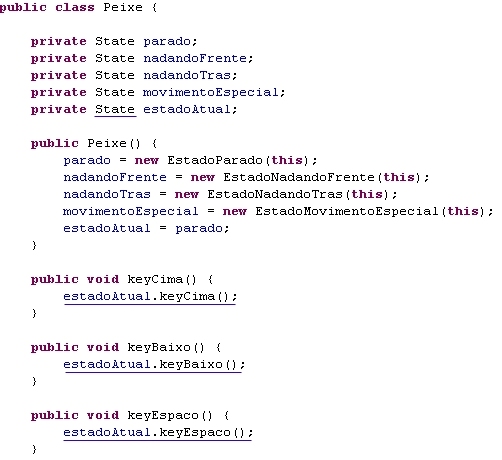 public class Peixe {
private State parado;
private State nadandoFrente;
private State nadandoTras;
private State movimentoEspecial;
private State estadoAtual;
public Peixe() {
parado = new EstadoParado(this);
nadandoFrente = new EstadoNadandoFrente(this);
nadandoTras = new EstadoNadandoTras(this);
movimentoEspecial = new EstadoMovimentoEspecial(this);
estadoAtual = parado;
}
public void keyCima() {
estadoAtual.keyCima();
}
public void keyBaixo() {
estadoAtual.keyBaixo();
}
public void keyEspaco() {
estadoAtual.keyEspaco();
}